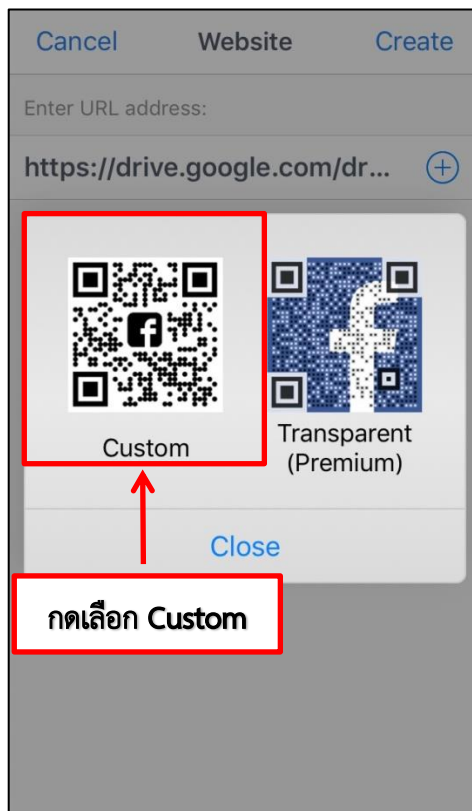 Cancel Website Create
Enter URL address:
https://drive.google.com/dr...
Custom
Transparent
(Premium)
Close
กดเลือก Custom